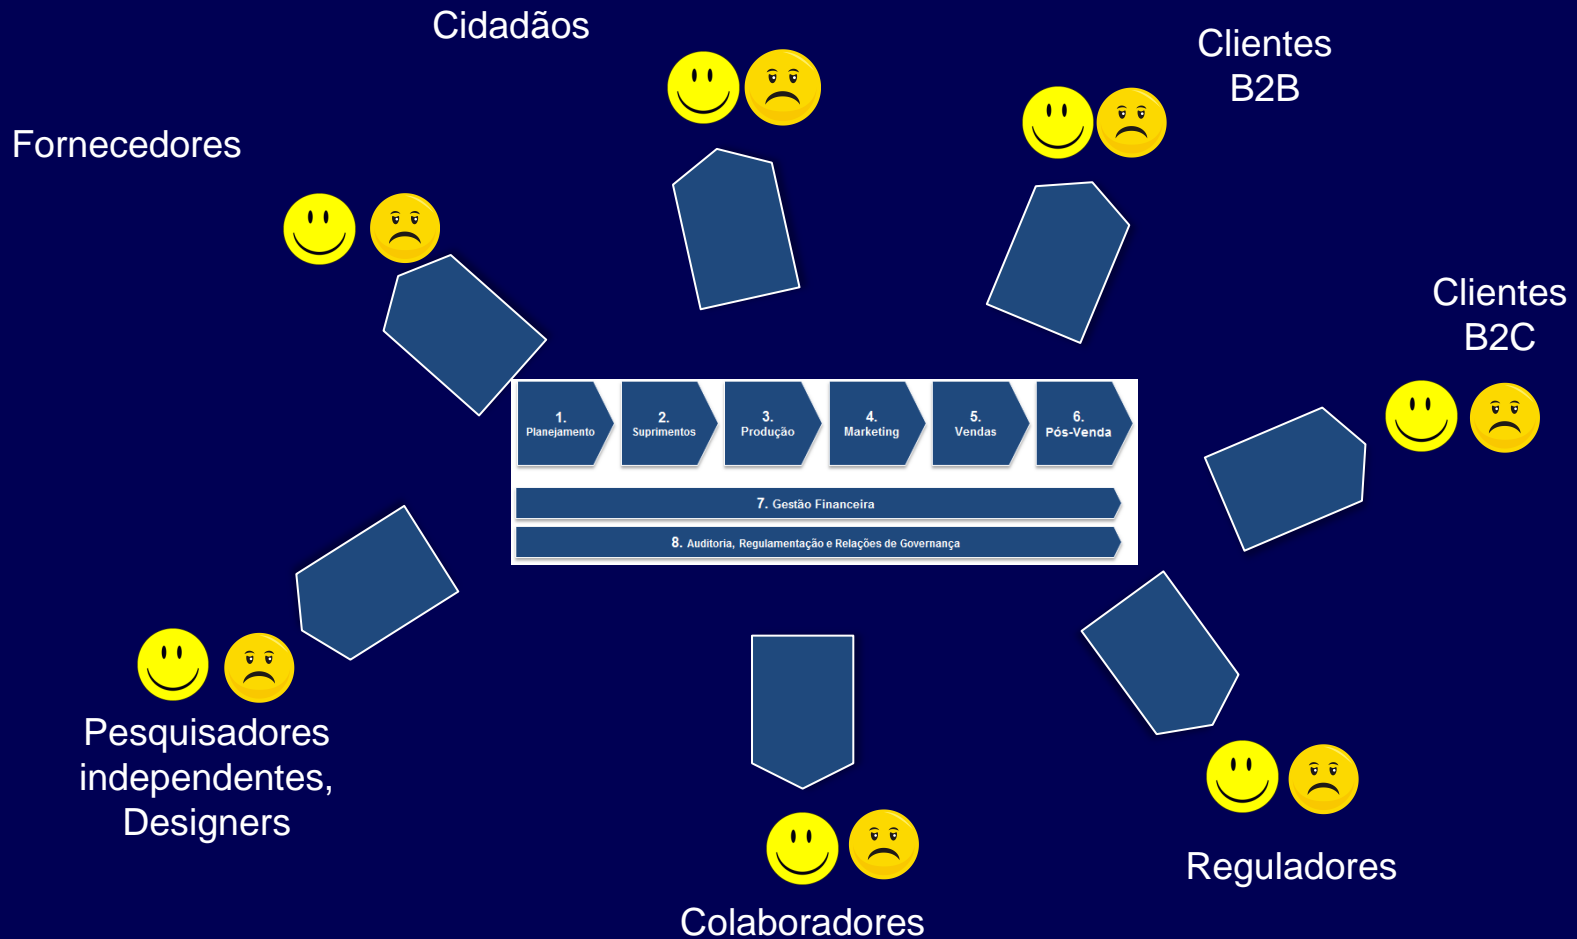 Cidadãos
Clientes
B2B
Fornecedores
Clientes
B2C
1.
Planejamento
2.
Suprimentos
3.
Produção
4.
Marketing
5.
Vendas
6.
Pós-Venda
7. Gestão Financeira
8. Auditoria, Regulamentação e Relações de Governança
Pesquisadores
independentes,
Designers
Reguladores
Colaboradores